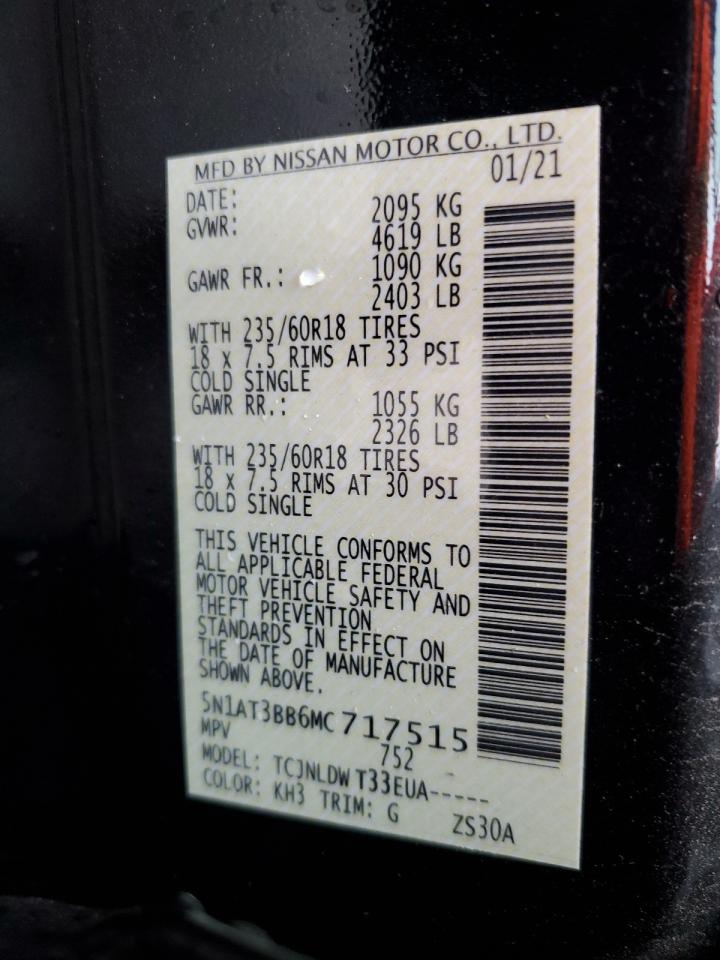 MFD BY NISSAN MOTOR CO., LTD.
DATE: 01/21
GVWR: 2095 KG
4619 LB
GAWR FR.: 1090 KG
2403 LB
WITH 235/60R18 TIRES
18 x 7.5 RIMS AT 33 PSI
COLD SINGLE
GAWR RR.: 1055 KG
2326 LB
WITH 235/60R18 TIRES
18 x 7.5 RIMS AT 30 PSI
COLD SINGLE
THIS VEHICLE CONFORMS TO
ALL APPLICABLE FEDERAL
MOTOR VEHICLE SAFETY AND
THEFT PREVENTION
STANDARDS IN EFFECT ON
THE DATE OF MANUFACTURE
SHOWN ABOVE.
5N1AT3BB6MC717515
MPV 752
MODEL: TCJNLDW T33EUA-----
COLOR: KH3 TRIM: G ZS30A